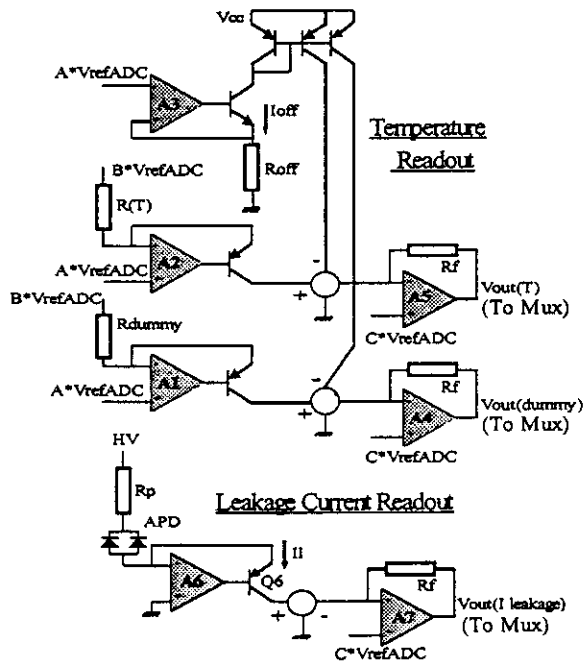 Vcc
A*VrefADC
A3
Ioff
Temperature
Readout
B*VrefADC
Roff
R(T)
A2
A*VrefADC
-
+
Rf
A5
Vout(T)
(To Mux)
B*VrefADC
C*VrefADC
Rdummy
A1
A*VrefADC
-
+
Rf
A4
Vout(dummy)
(To Mux)
C*VrefADC
HV
Rp
Leakage Current Readout
APD
Il
A6
Q6
+
-
Rf
A7
Vout(I leakage)
(To Mux)
C*VrefADC